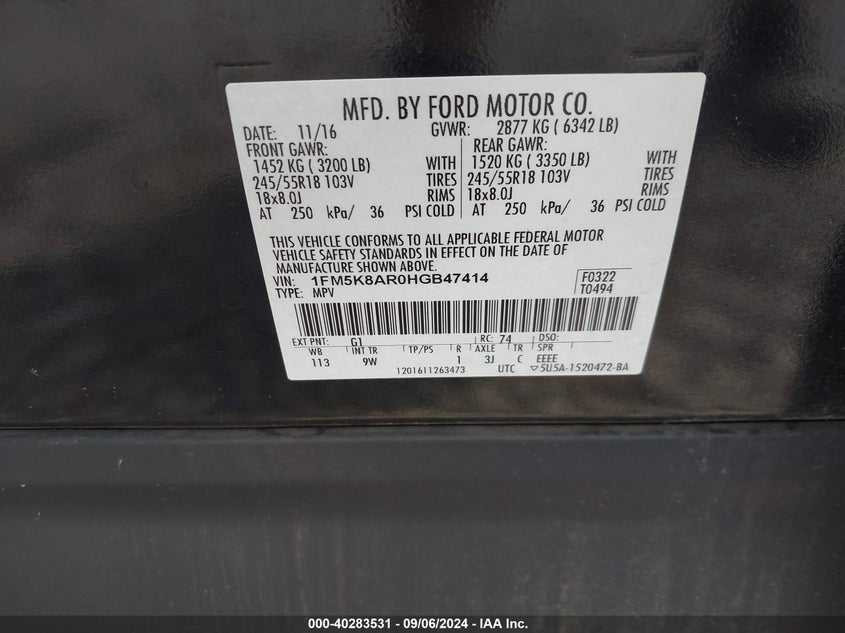 MFD. BY FORD MOTOR CO.
DATE: 11/16 GVWR: 2877 KG ( 6342 LB)
FRONT GAWR: REAR GAWR:
1452 KG ( 3200 LB) WITH 1520 KG ( 3350 LB) WITH
245/55R18 103V TIRES 245/55R18 103V TIRES
18x8.0J RIMS 18x8.0J RIMS
AT 250 kPa/ 36 PSI COLD AT 250 kPa/ 36 PSI COLD
THIS VEHICLE CONFORMS TO ALL APPLICABLE FEDERAL MOTOR
VEHICLE SAFETY STANDARDS IN EFFECT ON THE DATE OF
MANUFACTURE SHOWN ABOVE.
VIN: 1FM5K8AR0HGB47414 F0322
TYPE: MPV T0494
EXT PNT: G1 RC: 74 DSO:
WB INT TR TP/PS R AXLE TR SPR
113 9W 1 3J C EEEE
1201611263473 UTC ▽5U5A-1520472-BA
000-40283531 - 09/06/2024 - IAA Inc.